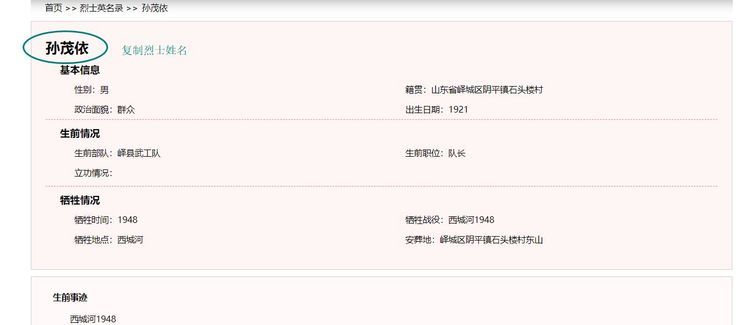 首页 >> 烈士英名录 >> 孙茂依
孙茂依 复制烈士姓名
基本信息
性别：男 籍贯：山东省峄城区阴平镇石头楼村
政治面貌：群众 出生日期：1921
生前情况
生前部队：峄县武工队 生前职位：队长
立功情况：
牺牲情况
牺牲时间：1948 牺牲战役：西城河1948
牺牲地点：西城河 安葬地：峄城区阴平镇石头楼村东山
生前事迹
西城河1948